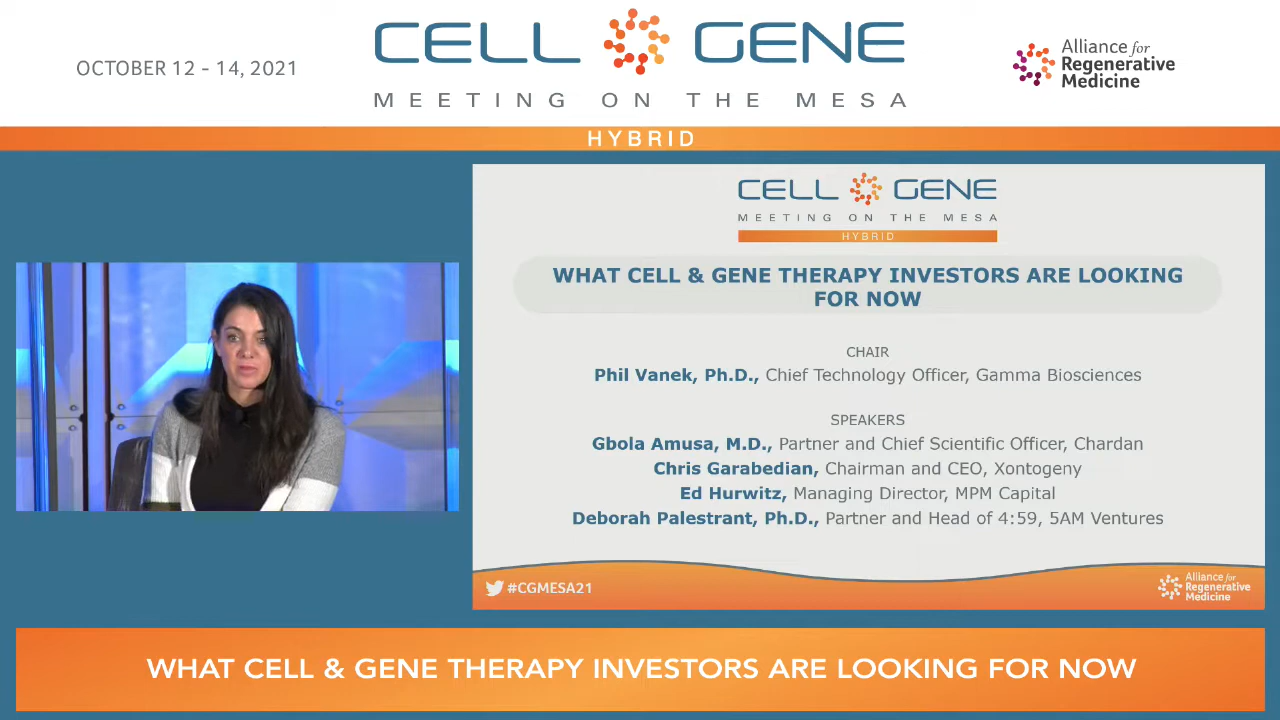 OCTOBER 12 - 14, 2021
CELL GENE
MEETING ON THE MESA
Alliance for
Regenerative
Medicine
HYBRID
CELL GENE
MEETING ON THE MESA
HYBRID
WHAT CELL & GENE THERAPY INVESTORS ARE LOOKING
FOR NOW
CHAIR
Phil Vanek, Ph.D., Chief Technology Officer, Gamma Biosciences
SPEAKERS
Gbola Amusa, M.D., Partner and Chief Scientific Officer, Chardan
Chris Garabedian, Chairman and CEO, Xontogeny
Ed Hurwitz, Managing Director, MPM Capital
Deborah Palestrant, Ph.D., Partner and Head of 4:59, 5AM Ventures
#CGMESA21
Alliance for
Regenerative
Medicine
WHAT CELL & GENE THERAPY INVESTORS ARE LOOKING FOR NOW